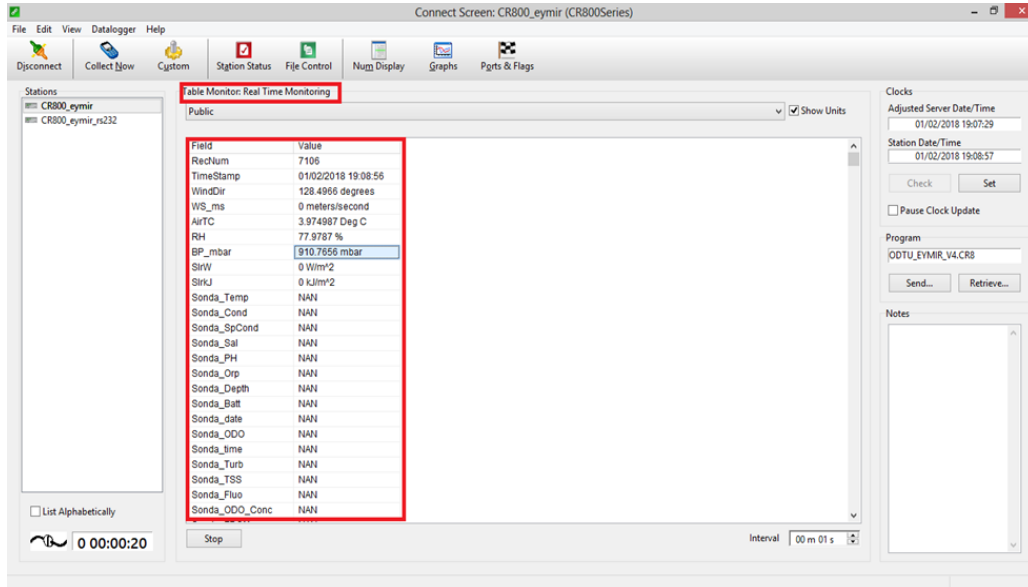 Connect Screen: CR800_eymir (CR800Series)
File Edit View Datalogger Help
Disconnect Collect Now Custom Station Status File Control Num Display Graphs Ports & Flags
Stations
CR800_eymir
CR800_eymir_rs232
List Alphabetically
0 00:00:20
Table Monitor: Real Time Monitoring
Public
Show Units
Field Value
RecNum 7106
TimeStamp 01/02/2018 19:08:56
WindDir 128.4966 degrees
WS_ms 0 meters/second
AirTC 3.974987 Deg C
RH 77.9787 %
BP_mbar 910.7656 mbar
SlrW 0 W/m^2
SlrkJ 0 kJ/m^2
Sonda_Temp NAN
Sonda_Cond NAN
Sonda_SpCond NAN
Sonda_Sal NAN
Sonda_PH NAN
Sonda_Orp NAN
Sonda_Depth NAN
Sonda_Batt NAN
Sonda_date NAN
Sonda_ODO NAN
Sonda_time NAN
Sonda_Turb NAN
Sonda_TSS NAN
Sonda_Fluo NAN
Sonda_ODO_Conc NAN
Stop
Interval 00 m 01 s
Clocks
Adjusted Server Date/Time
01/02/2018 19:07:29
Station Date/Time
01/02/2018 19:08:57
Check Set
Pause Clock Update
Program
ODTU_EYMIR_V4.CR8
Send... Retrieve...
Notes